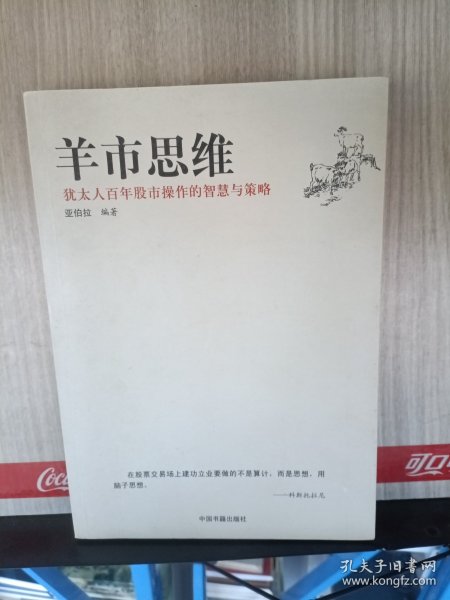 羊市思维
犹太人百年股市操作的智慧与策略
亚伯拉 编著
在股票交易场上建功立业要做的不是算计，而是思想，用
脑子思想。
——科斯托拉尼
中国书籍出版社
Coc
可口
孔夫子旧书网
www.kongfz.com